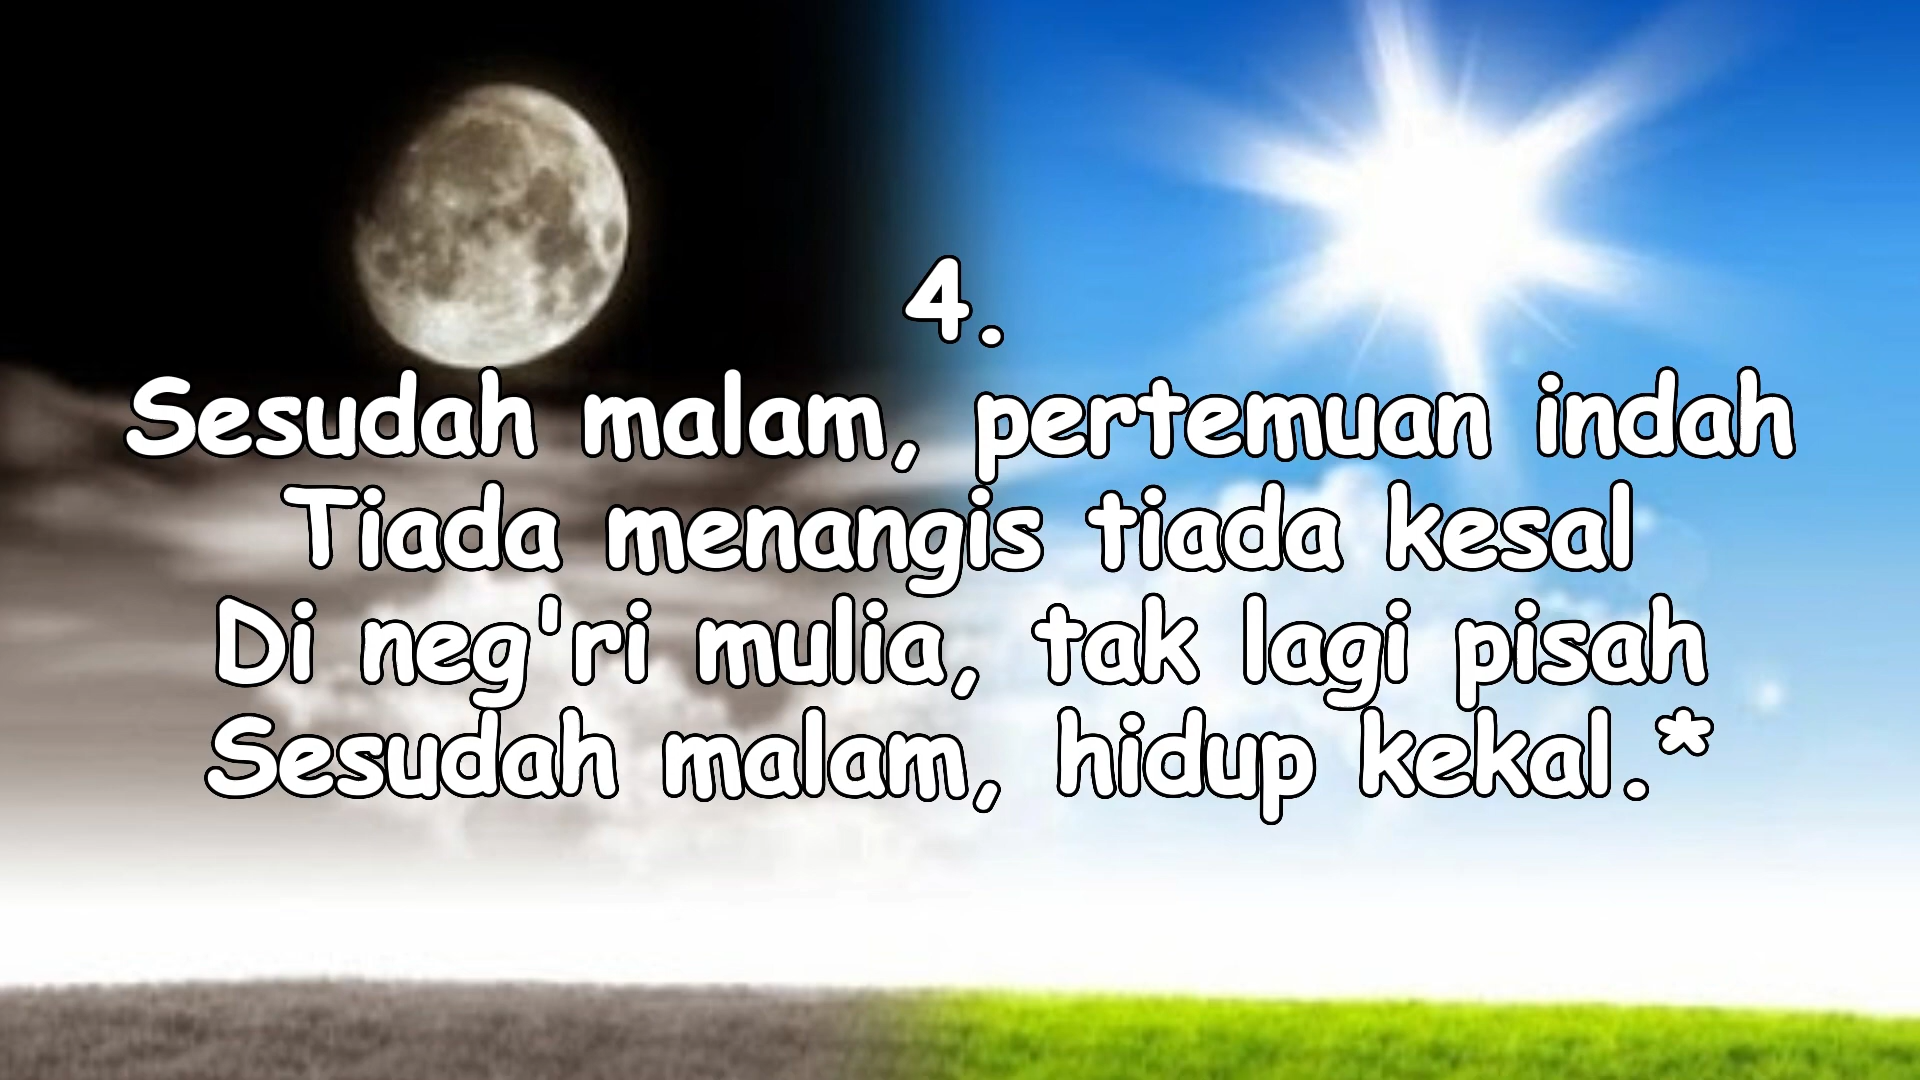 4.
Sesudah malam, pertemuan indah
Tiada menangis tiada kesal
Di neg'ri mulia, tak lagi pisah
Sesudah malam, hidup kekal.*